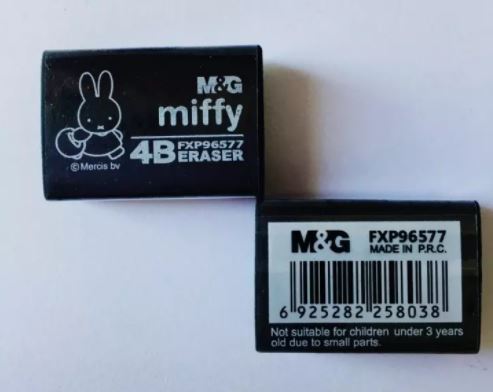 M&G
miffy
4B FXP96577
ERASER
© Mercis bv
M&G FXP96577
MADE IN P.R.C.
6 925282 258038
Not suitable for children under 3 years
old due to small parts.